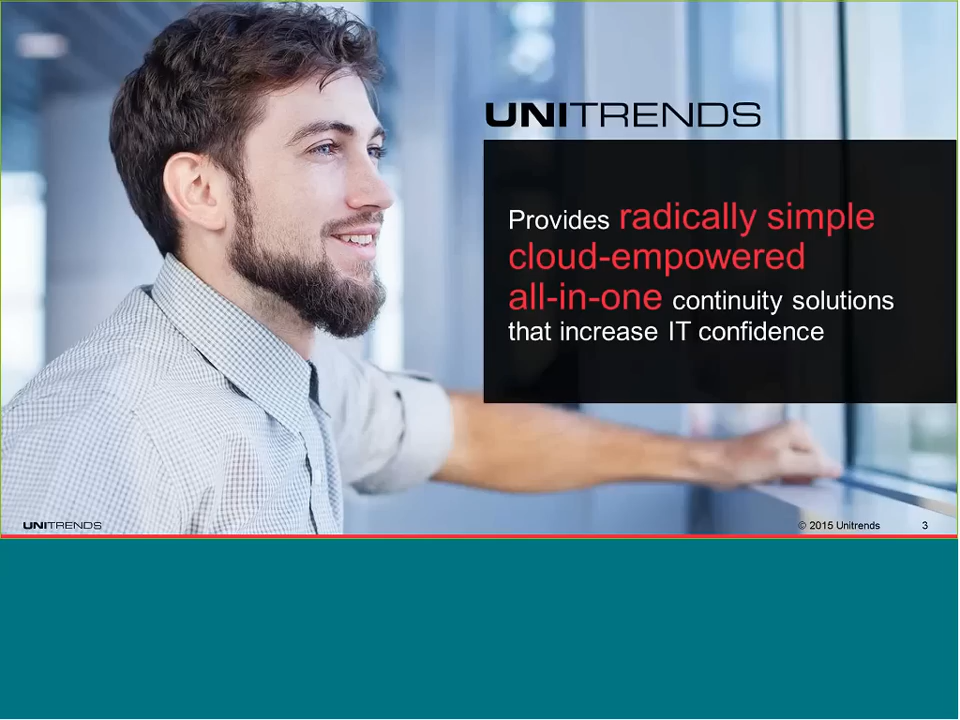 UNITRENDS
Provides radically simple
cloud-empowered
all-in-one continuity solutions
that increase IT confidence
UNITRENDS
© 2015 Unitrends
3